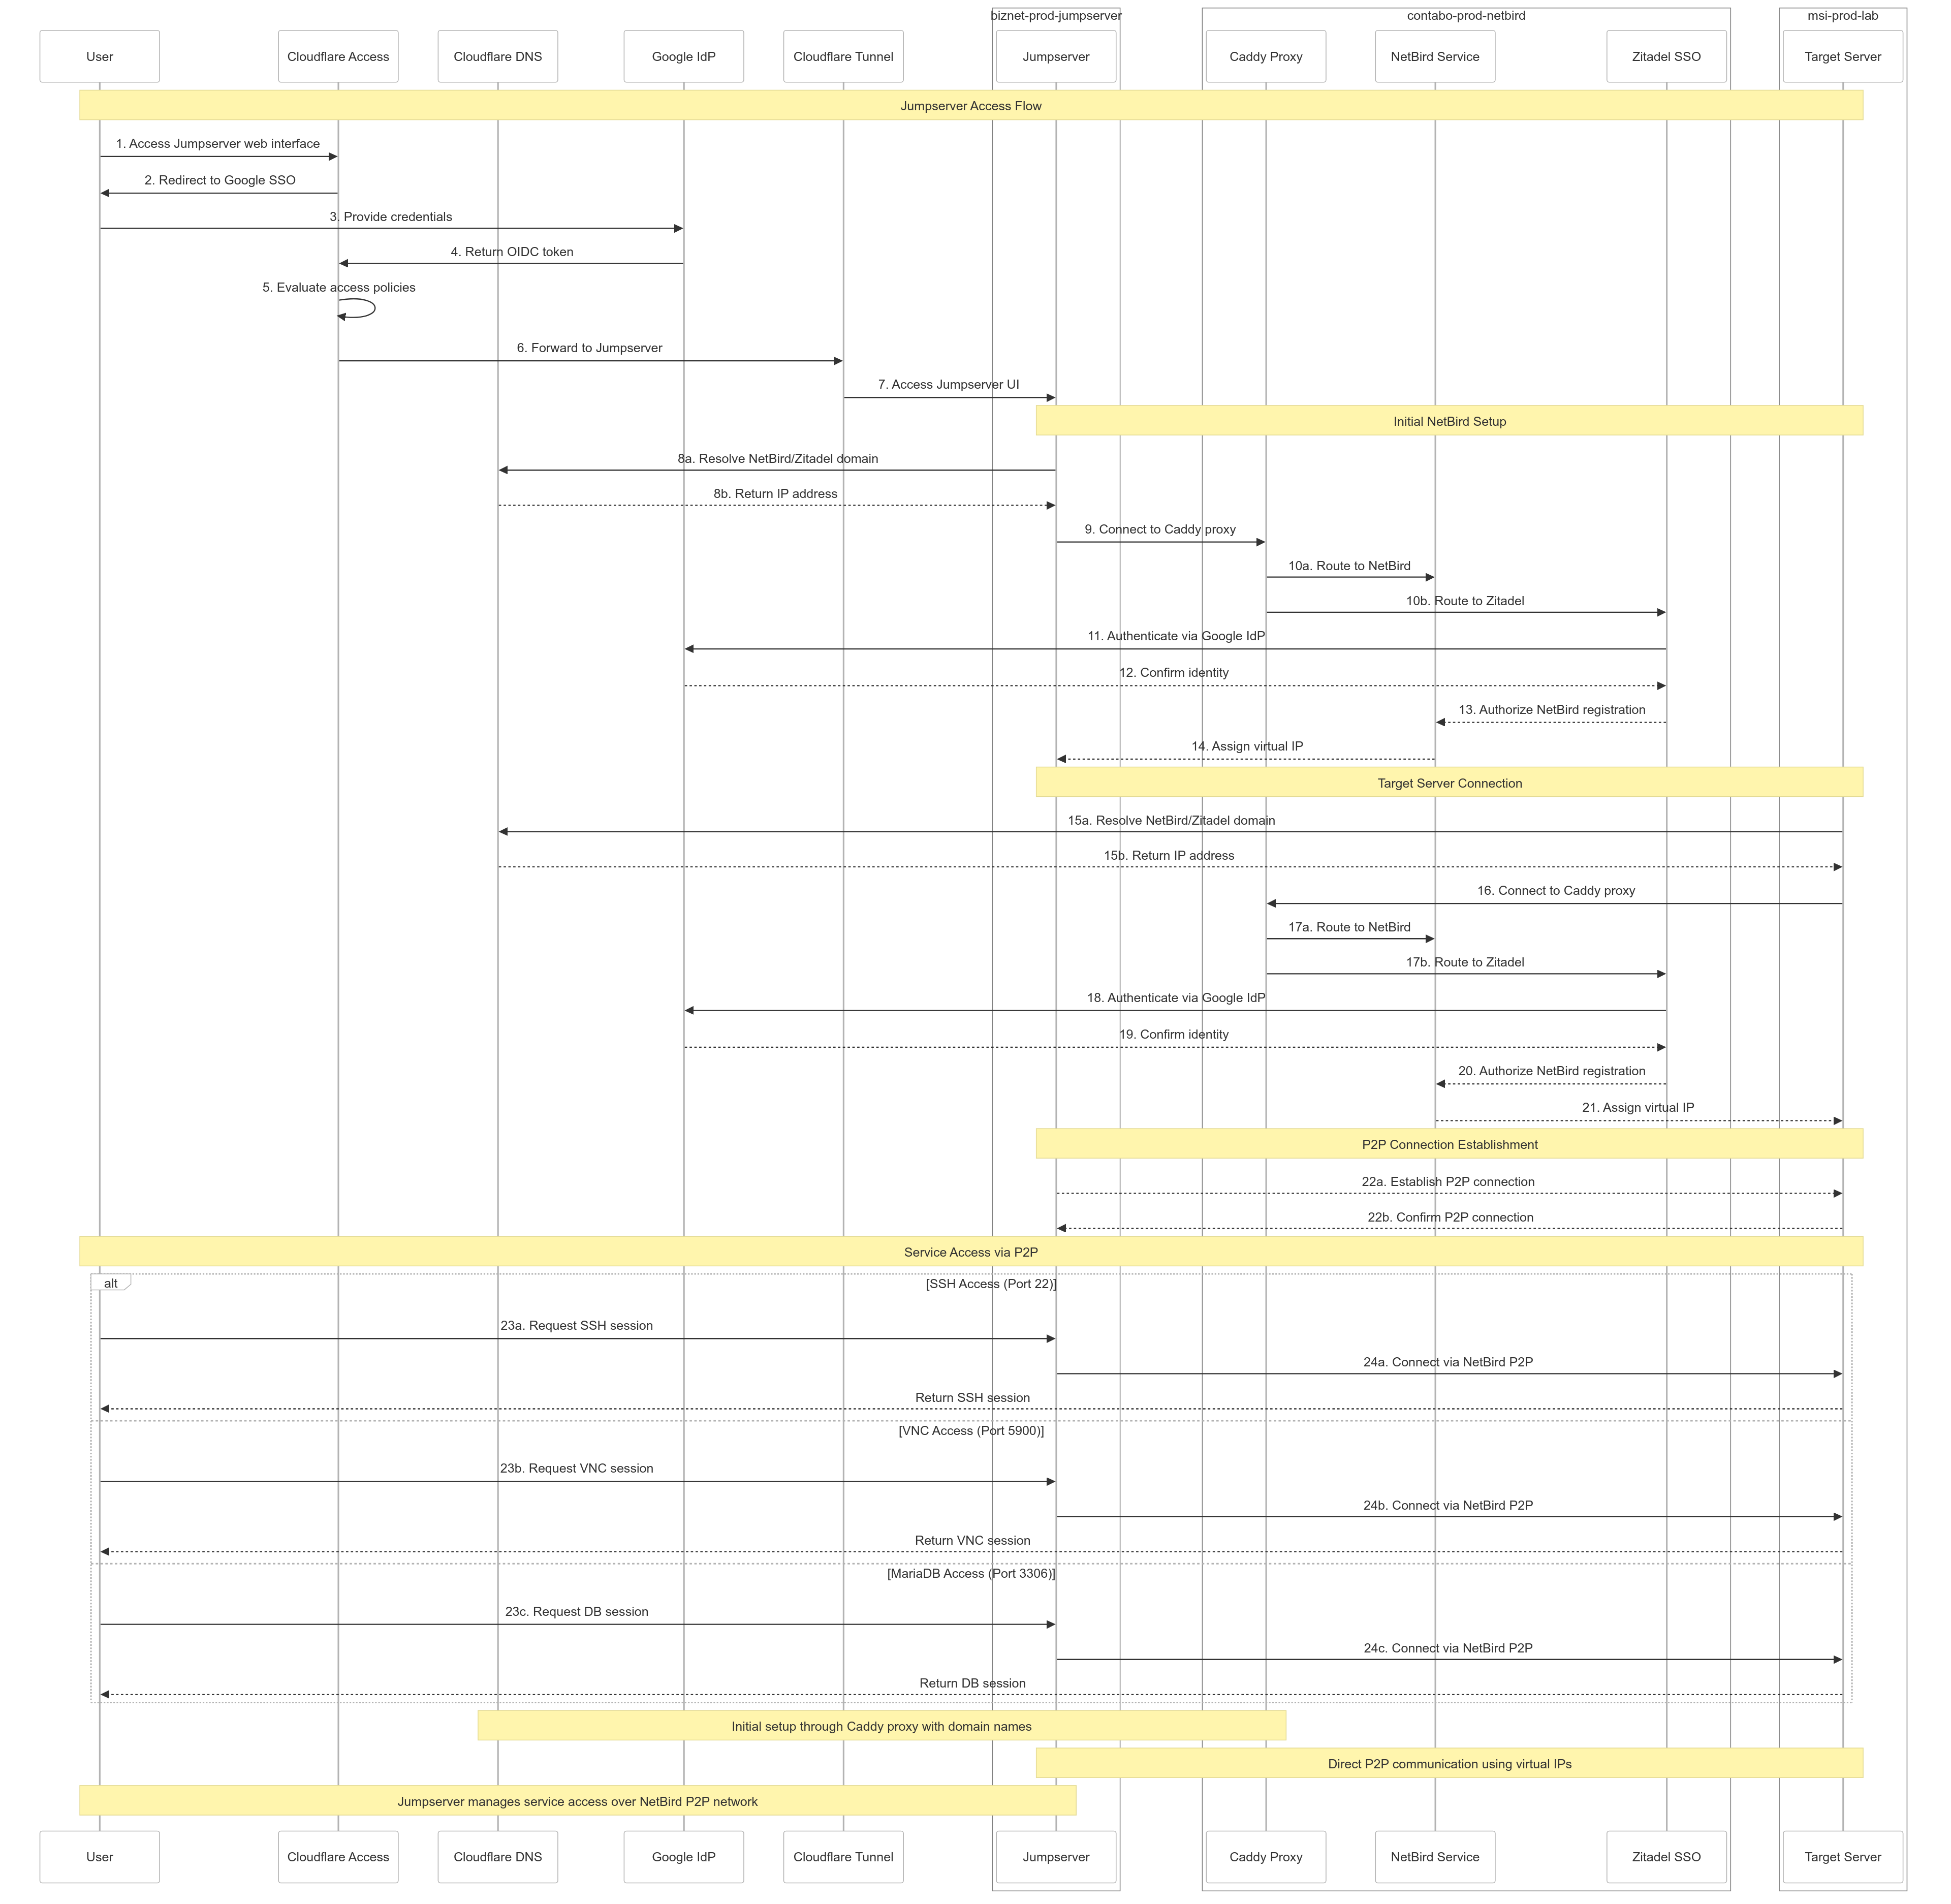 biznet-prod-jumpserver
contabo-prod-netbird
msi-prod-lab
User
Cloudflare Access
Cloudflare DNS
Google IdP
Cloudflare Tunnel
Jumpserver
Caddy Proxy
NetBird Service
Zitadel SSO
Target Server
Jumpserver Access Flow
1. Access Jumpserver web interface
2. Redirect to Google SSO
3. Provide credentials
4. Return OIDC token
5. Evaluate access policies
6. Forward to Jumpserver
7. Access Jumpserver UI
Initial NetBird Setup
8a. Resolve NetBird/Zitadel domain
8b. Return IP address
9. Connect to Caddy proxy
10a. Route to NetBird
10b. Route to Zitadel
11. Authenticate via Google IdP
12. Confirm identity
13. Authorize NetBird registration
14. Assign virtual IP
Target Server Connection
15a. Resolve NetBird/Zitadel domain
15b. Return IP address
16. Connect to Caddy proxy
17a. Route to NetBird
17b. Route to Zitadel
18. Authenticate via Google IdP
19. Confirm identity
20. Authorize NetBird registration
21. Assign virtual IP
P2P Connection Establishment
22a. Establish P2P connection
22b. Confirm P2P connection
Service Access via P2P
alt
[SSH Access (Port 22)]
23a. Request SSH session
24a. Connect via NetBird P2P
Return SSH session
[VNC Access (Port 5900)]
23b. Request VNC session
24b. Connect via NetBird P2P
Return VNC session
[MariaDB Access (Port 3306)]
23c. Request DB session
24c. Connect via NetBird P2P
Return DB session
Initial setup through Caddy proxy with domain names
Direct P2P communication using virtual IPs
Jumpserver manages service access over NetBird P2P network
User
Cloudflare Access
Cloudflare DNS
Google IdP
Cloudflare Tunnel
Jumpserver
Caddy Proxy
NetBird Service
Zitadel SSO
Target Server